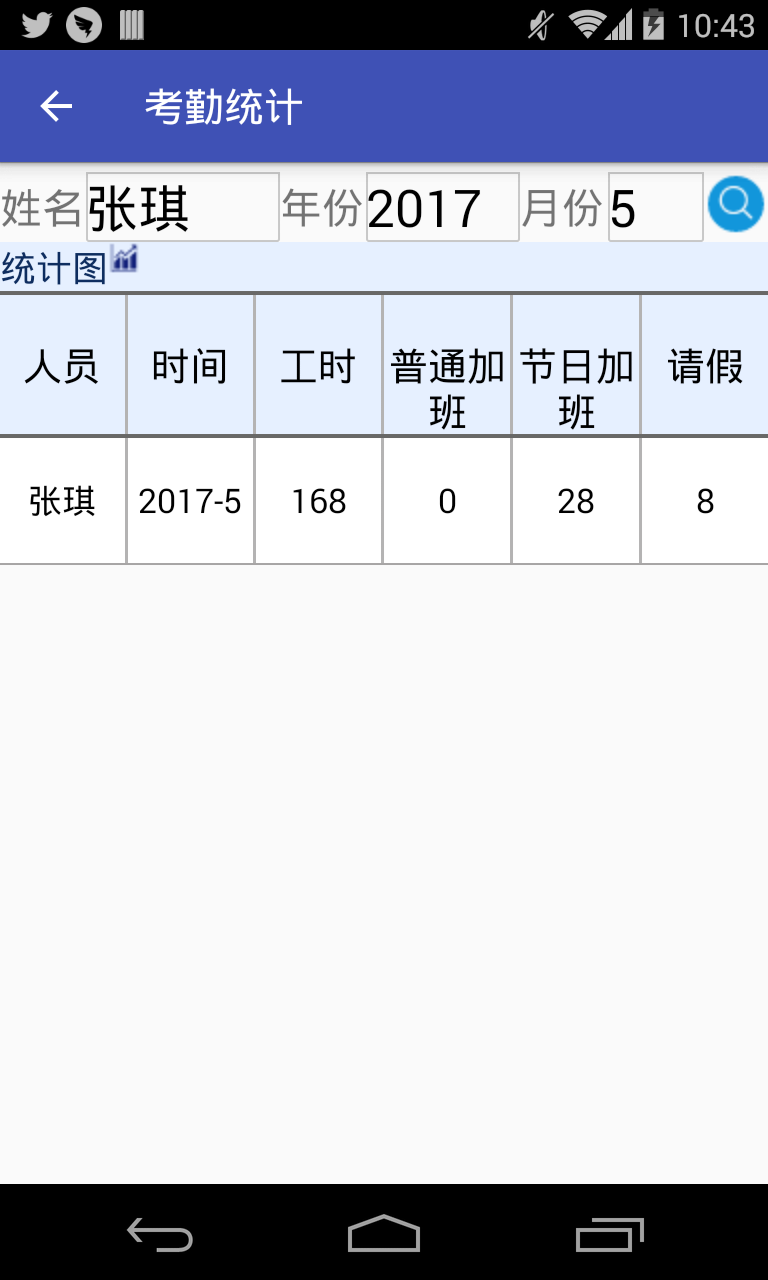 10:43
考勤统计
姓名 张琪 年份 2017 月份 5
统计图
人员 时间 工时 普通加班 节日加班 请假
张琪 2017-5 168 0 28 8